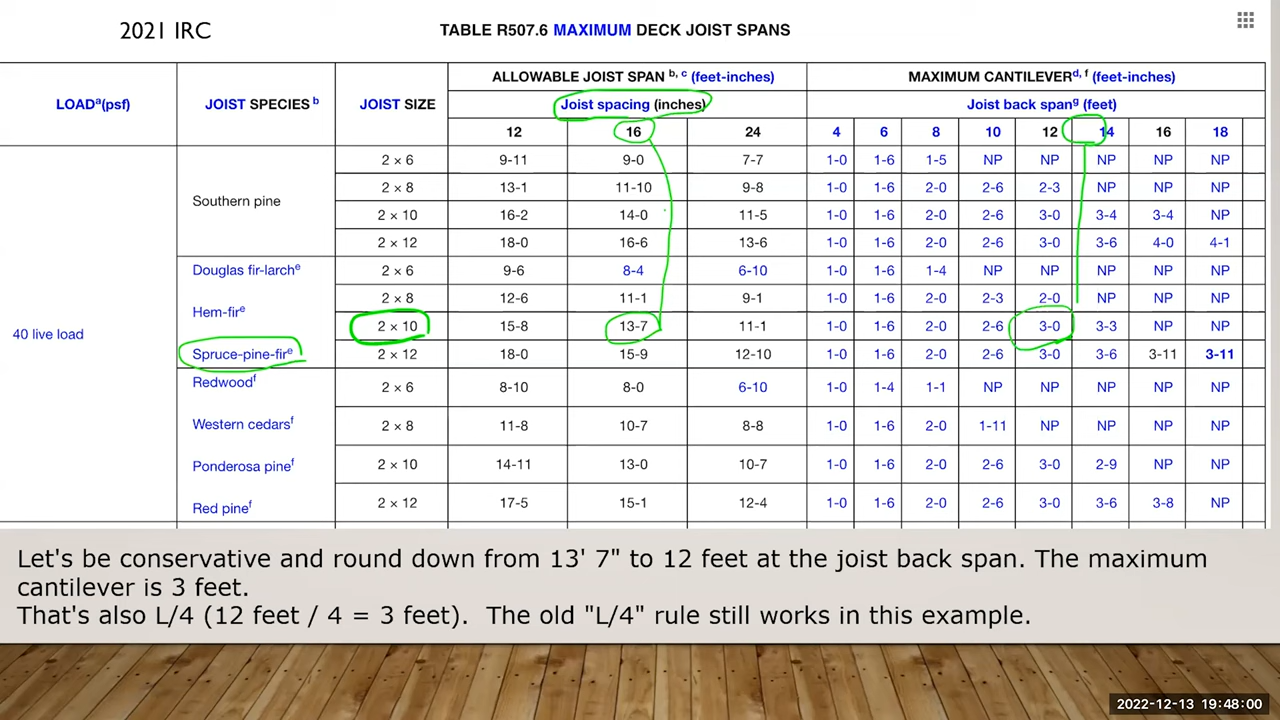 2021 IRC
TABLE R507.6 MAXIMUM DECK JOIST SPANS
LOADᵃ(psf) JOIST SPECIES ᵇ JOIST SIZE ALLOWABLE JOIST SPAN ᵇ, ᶜ (feet-inches) MAXIMUM CANTILEVERᵈ, ᶠ (feet-inches)
Joist spacing (inches) Joist back spanᵍ (feet)
12 16 24 4 6 8 10 12 14 16 18
40 live load
Southern pine
2 × 6 9-11 9-0 7-7 1-0 1-6 1-5 NP NP NP NP NP
2 × 8 13-1 11-10 9-8 1-0 1-6 2-0 2-6 2-3 NP NP NP
2 × 10 16-2 14-0 11-5 1-0 1-6 2-0 2-6 3-0 3-4 3-4 NP
2 × 12 18-0 16-6 13-6 1-0 1-6 2-0 2-6 3-0 3-6 4-0 4-1
Douglas fir-larchᵉ
Hem-firᵉ
Spruce-pine-firᵉ
2 × 6 9-6 8-4 6-10 1-0 1-6 1-4 NP NP NP NP NP
2 × 8 12-6 11-1 9-1 1-0 1-6 2-0 2-3 2-0 NP NP NP
2 × 10 15-8 13-7 11-1 1-0 1-6 2-0 2-6 3-0 3-3 NP NP
2 × 12 18-0 15-9 12-10 1-0 1-6 2-0 2-6 3-0 3-6 3-11 3-11
Redwoodᶠ
Western cedarsᶠ
Ponderosa pineᶠ
Red pineᶠ
2 × 6 8-10 8-0 6-10 1-0 1-4 1-1 NP NP NP NP NP
2 × 8 11-8 10-7 8-8 1-0 1-6 2-0 1-11 NP NP NP NP
2 × 10 14-11 13-0 10-7 1-0 1-6 2-0 2-6 3-0 2-9 NP NP
2 × 12 17-5 15-1 12-4 1-0 1-6 2-0 2-6 3-0 3-6 3-8 NP
Let's be conservative and round down from 13' 7" to 12 feet at the joist back span. The maximum
cantilever is 3 feet.
That's also L/4 (12 feet / 4 = 3 feet). The old "L/4" rule still works in this example.
2022-12-13 19:48:00